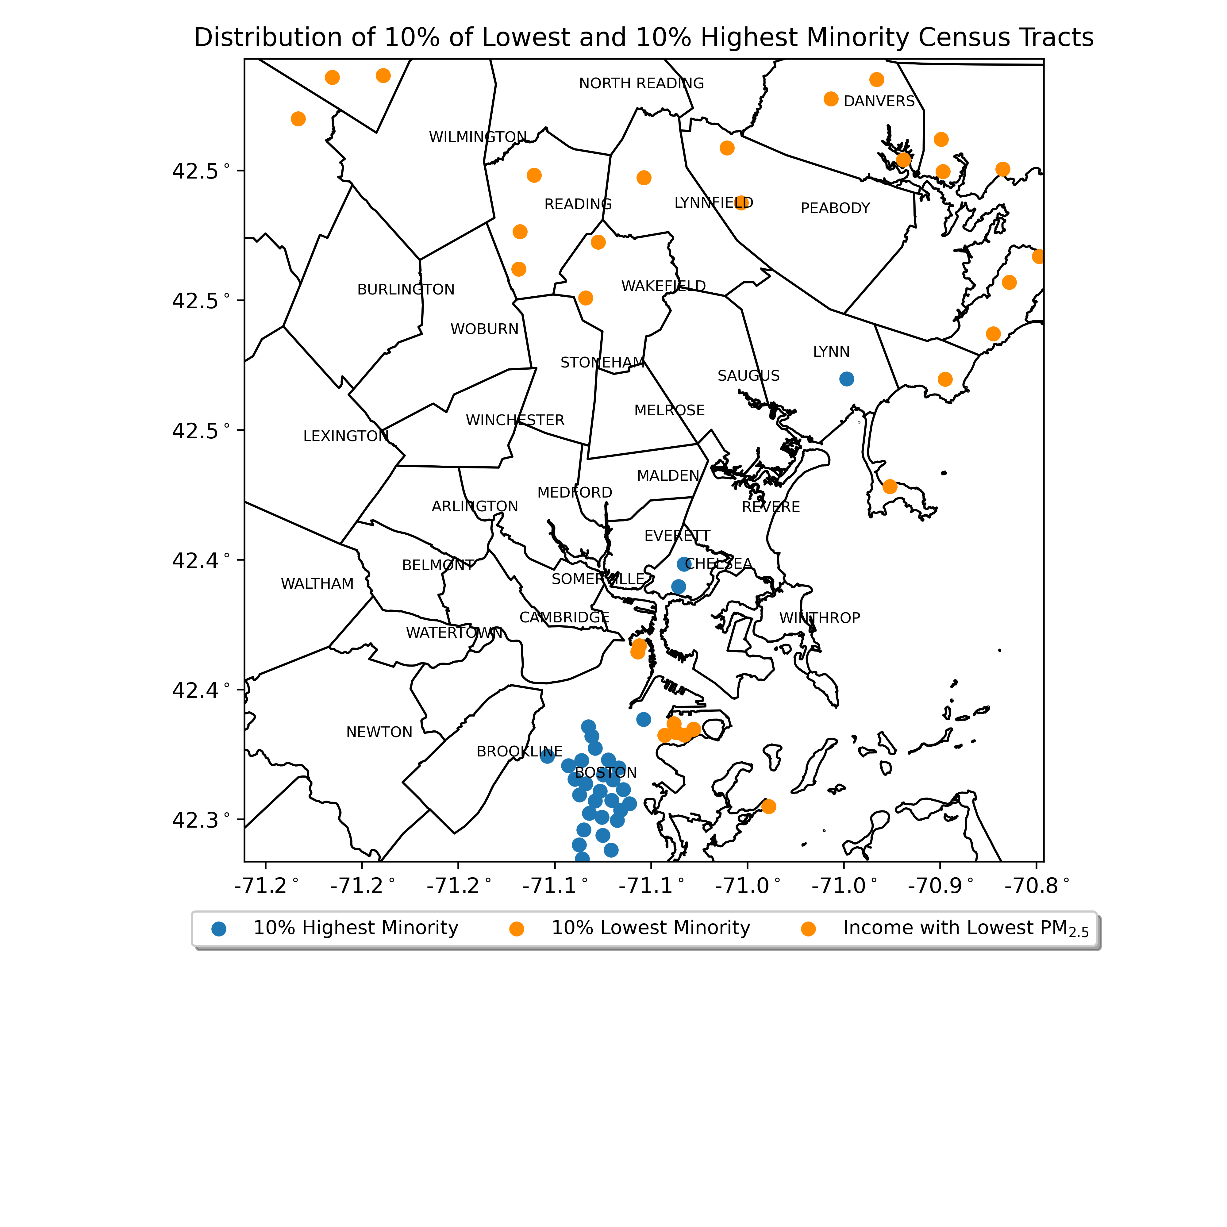 Distribution of 10% of Lowest and 10% Highest Minority Census Tracts
NORTH READING
DANVERS
WILMINGTON
42.5°
READING
LYNNFIELD
PEABODY
BURLINGTON
WAKEFIELD
42.5°
WOBURN
STONEHAM
LYNN
SAUGUS
MELROSE
WINCHESTER
42.5°
LEXINGTON
MALDEN
MEDFORD
ARLINGTON
REVERE
EVERETT
42.4°
BELMONT
CHELSEA
WALTHAM
SOMERVILLE
CAMBRIDGE
WINTHROP
WATERTOWN
42.4°
NEWTON
BROOKLINE
BOSTON
42.3°
-71.2° -71.2° -71.2° -71.1° -71.1° -71.0° -71.0° -70.9° -70.8°
10% Highest Minority 10% Lowest Minority Income with Lowest PM2.5